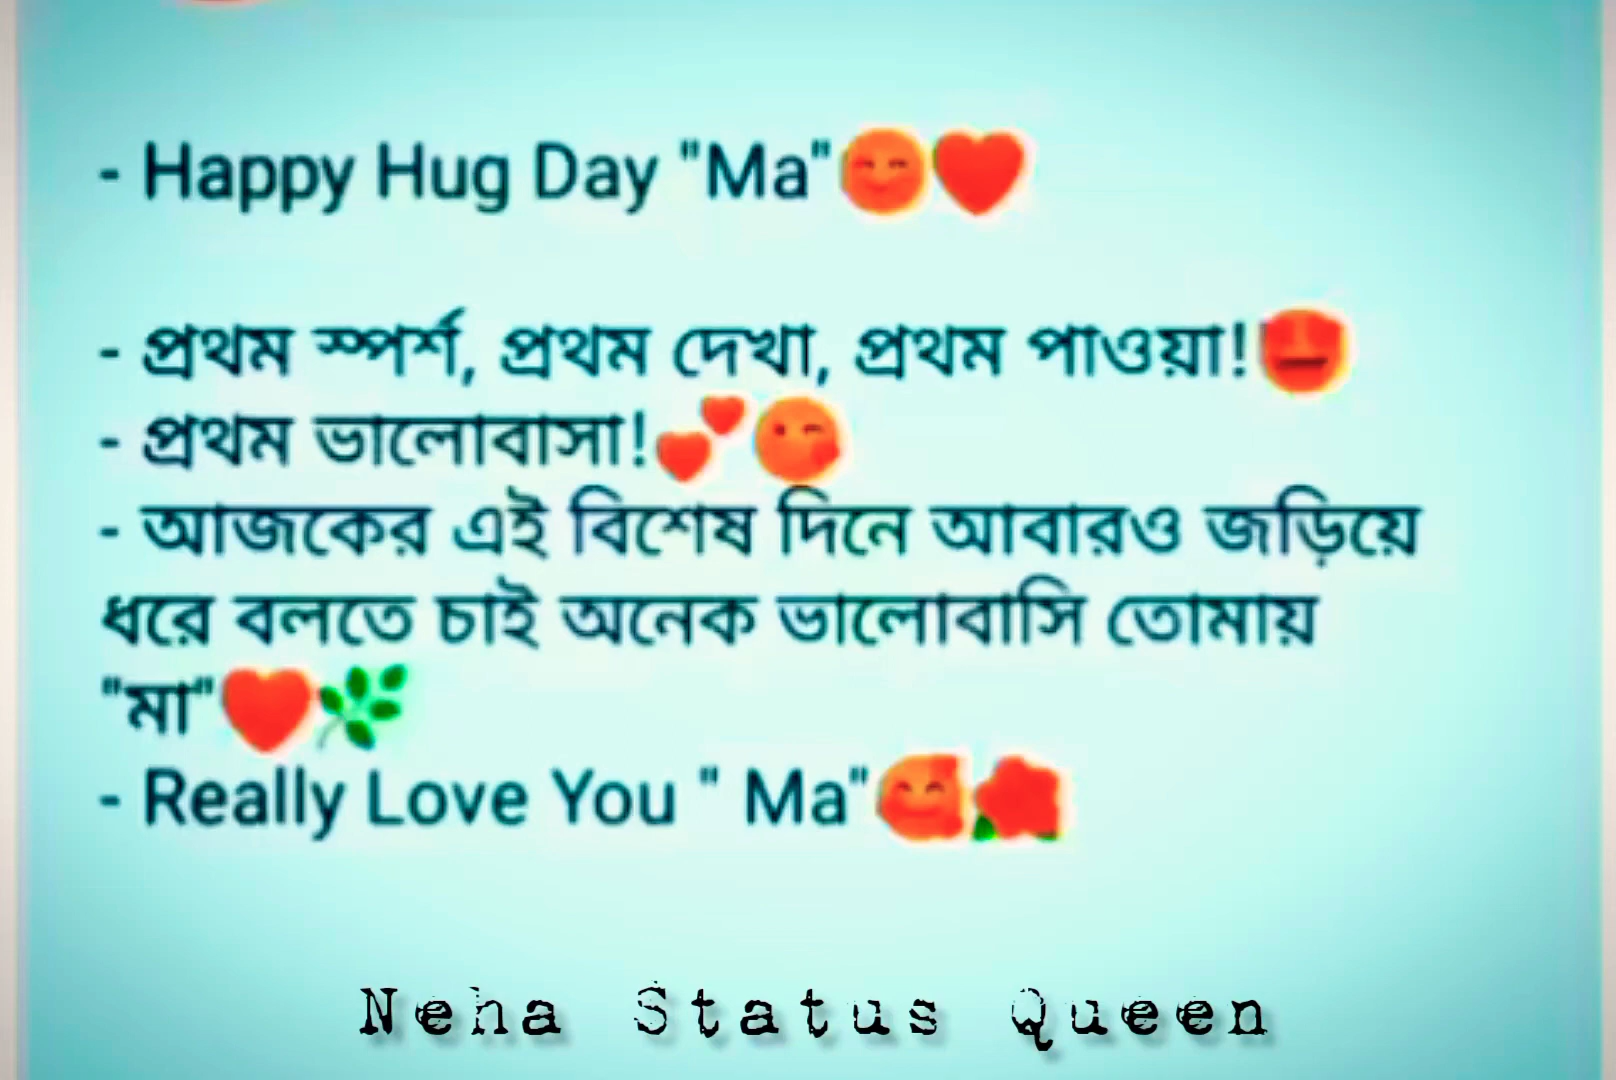 - Happy Hug Day "Ma"😊❤️
- প্রথম স্পর্শ, প্রথম দেখা, প্রথম পাওয়া!😍
- প্রথম ভালোবাসা!💕😘
- আজকের এই বিশেষ দিনে আবারও জড়িয়ে
ধরে বলতে চাই অনেক ভালোবাসি তোমায়
"মা"❤️🌿
- Really Love You " Ma"🥰🌺
Neha Status Queen